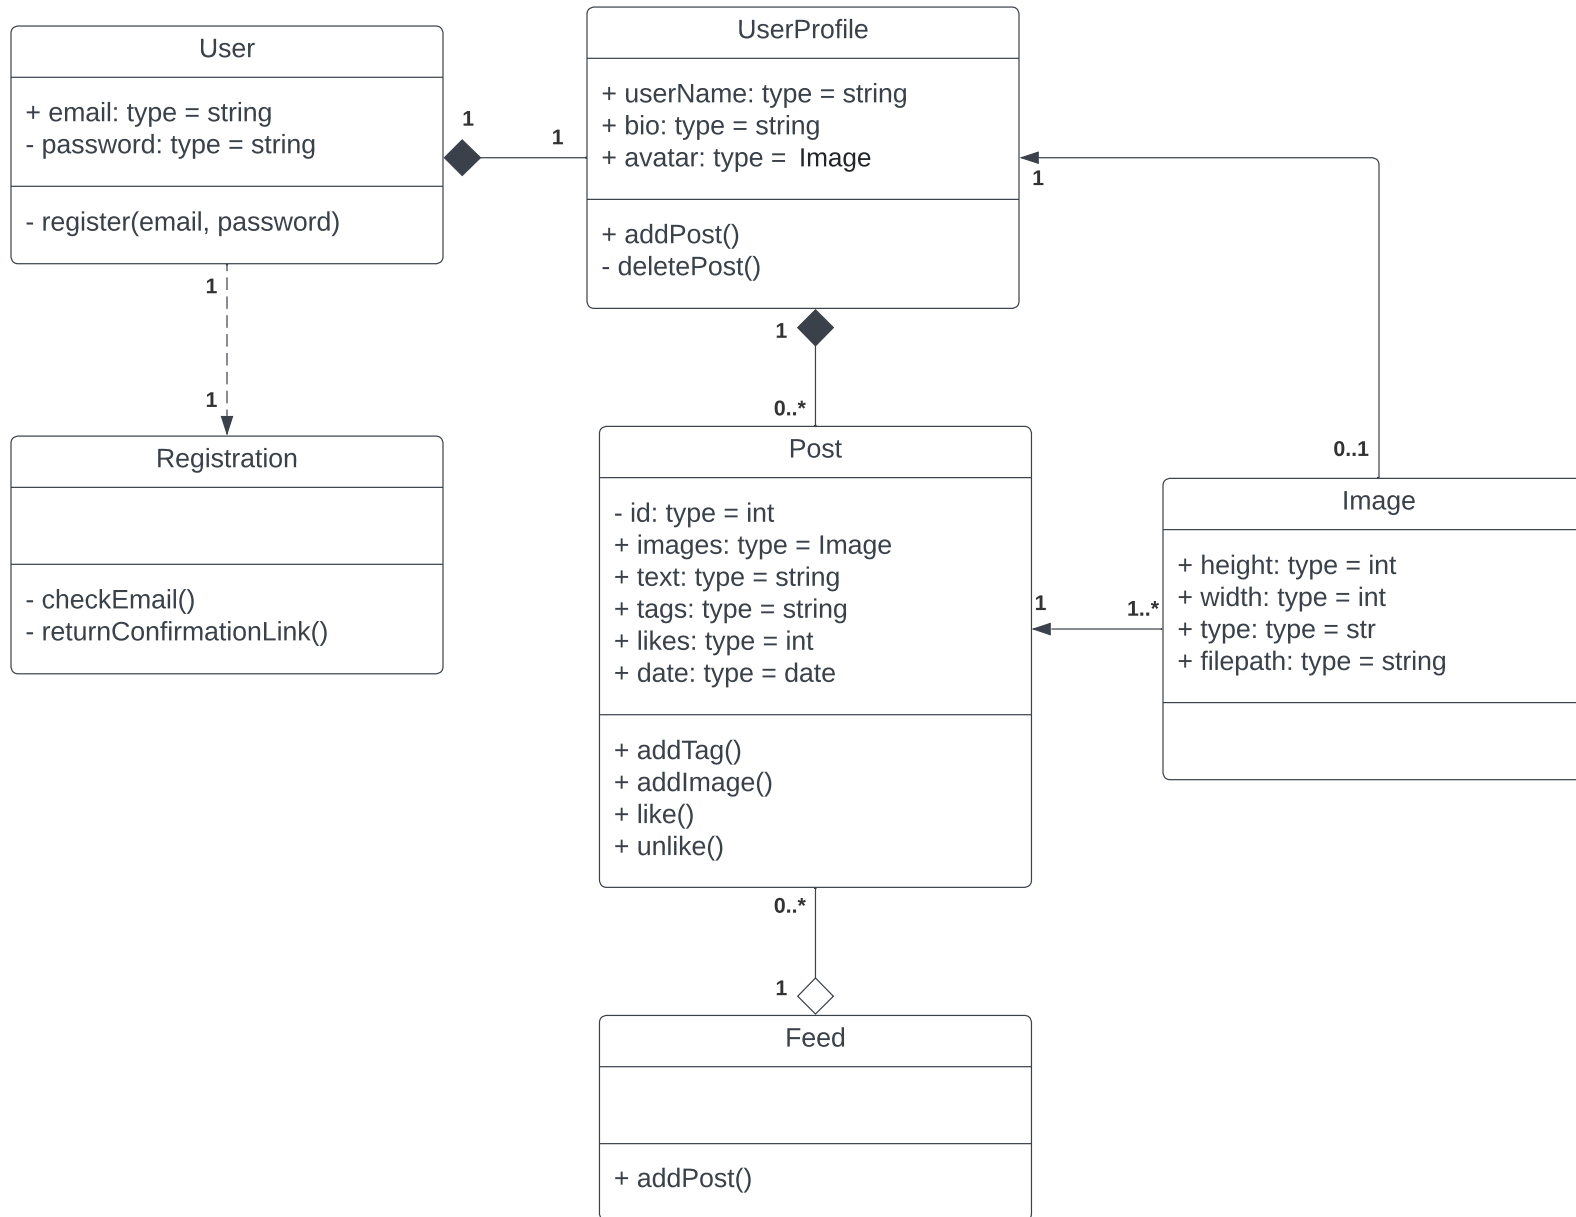 User
+ email: type = string
- password: type = string
- register(email, password)
1
1
UserProfile
+ userName: type = string
+ bio: type = string
+ avatar: type = Image
+ addPost()
- deletePost()
1
0..1
1
1
Registration
- checkEmail()
- returnConfirmationLink()
1
0..*
Post
- id: type = int
+ images: type = Image
+ text: type = string
+ tags: type = string
+ likes: type = int
+ date: type = date
+ addTag()
+ addImage()
+ like()
+ unlike()
1
1..*
Image
+ height: type = int
+ width: type = int
+ type: type = str
+ filepath: type = string
0..*
1
Feed
+ addPost()